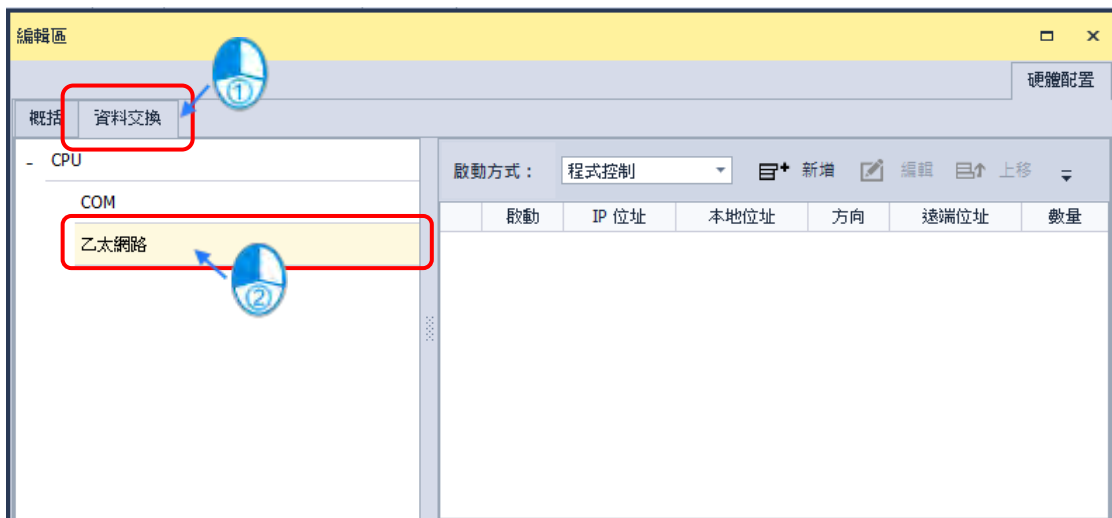 編輯區
硬體配置
概括 資料交換
① 
- CPU
啟動方式： 程式控制 新增 編輯 上移
COM
啟動 IP 位址 本地位址 方向 遠端位址 數量
乙太網路
②